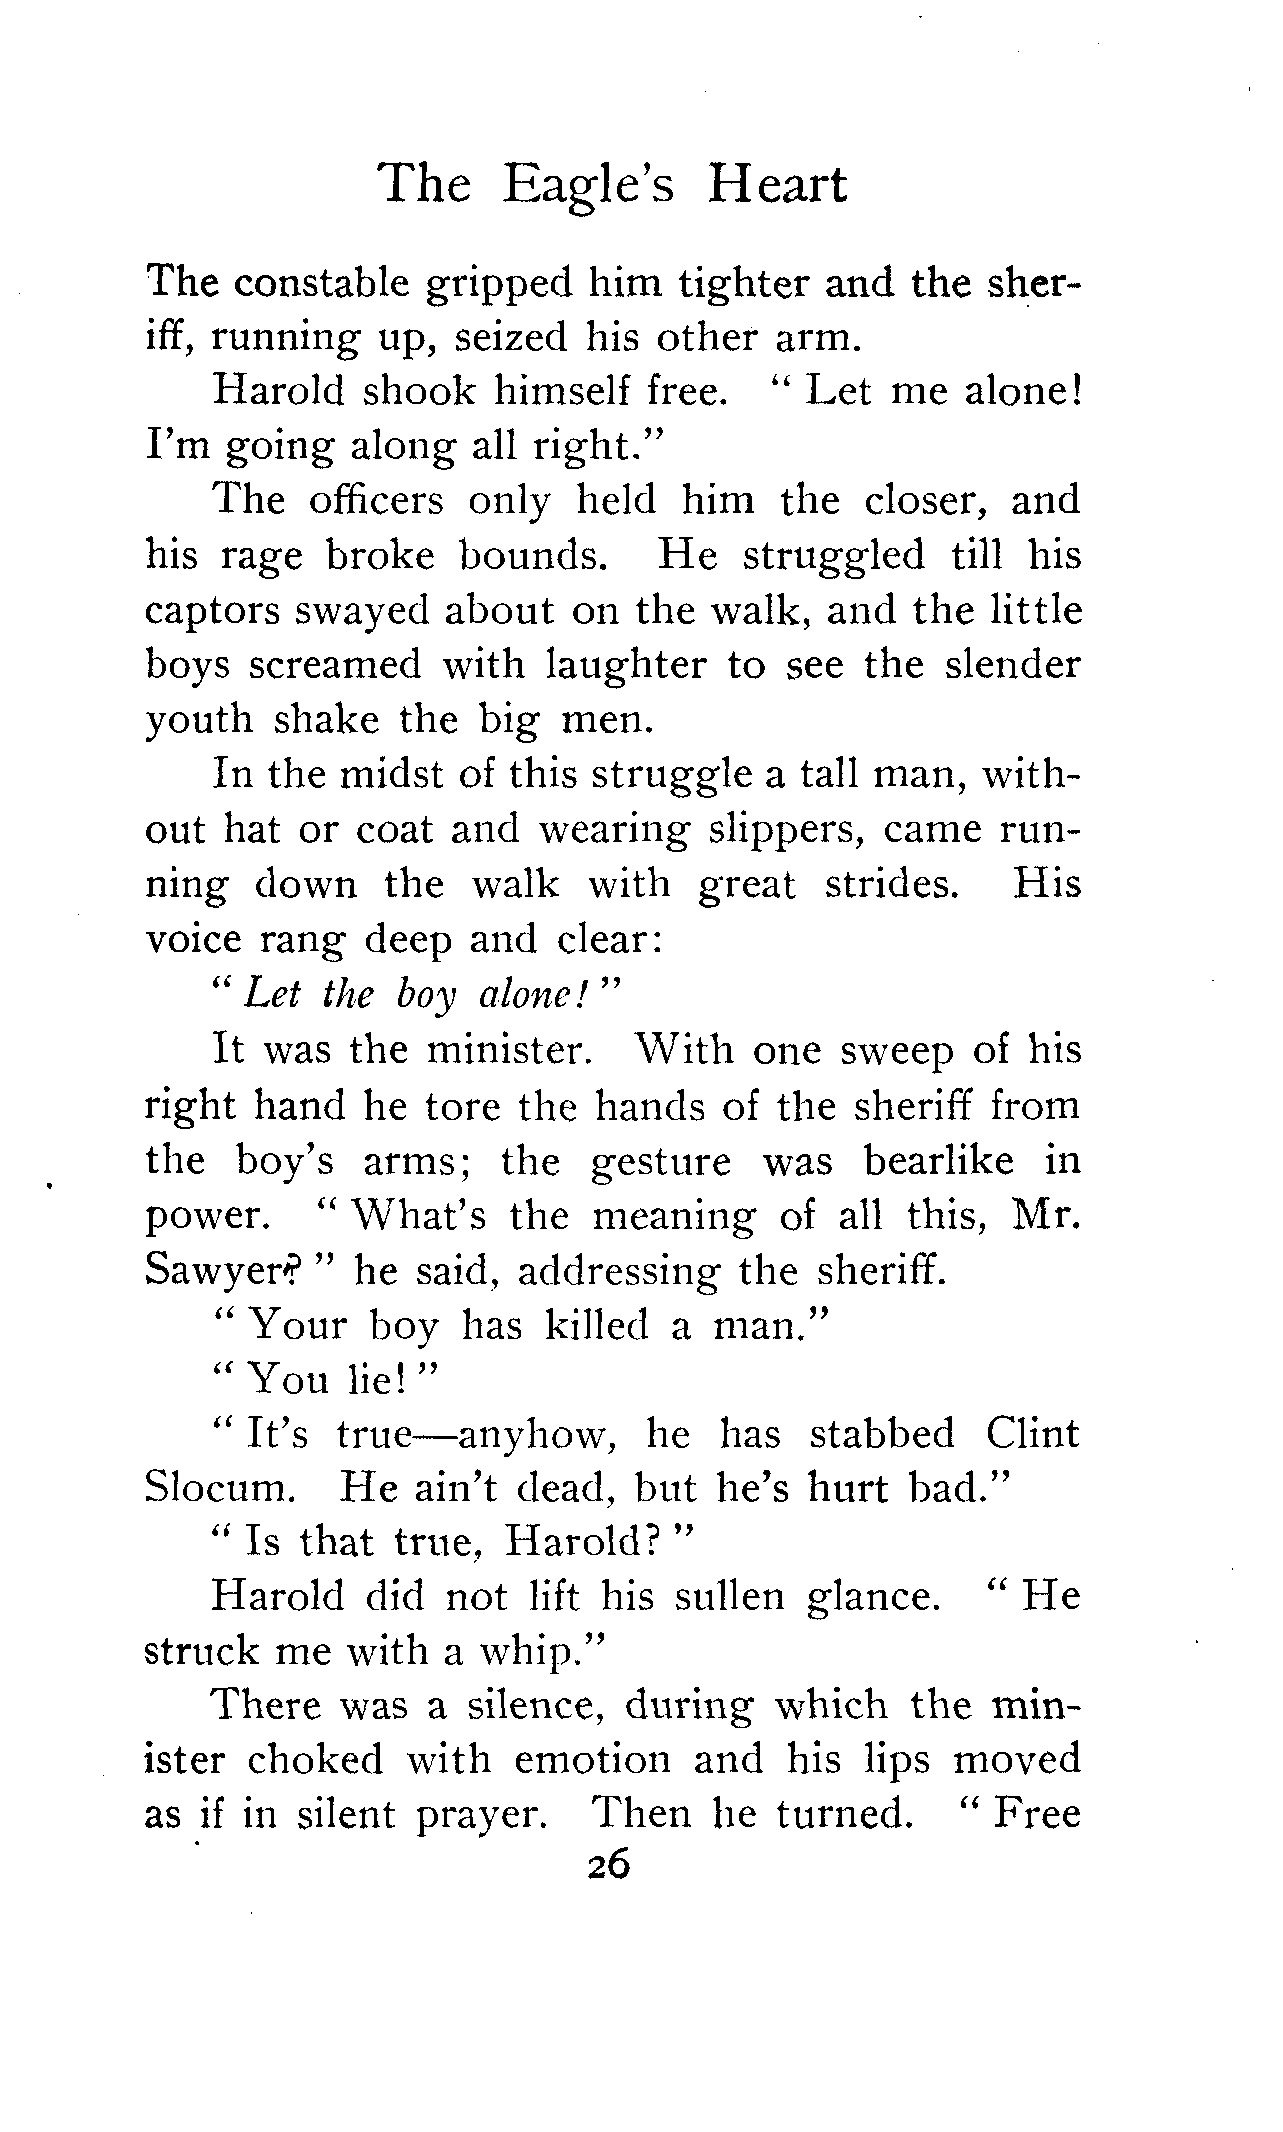 The Eagle's Heart
The constable gripped him tighter and the sher-
iff, running up, seized his other arm.
Harold shook himself free. " Let me alone!
I'm going along all right."
The officers only held him the closer, and
his rage broke bounds. He struggled till his
captors swayed about on the walk, and the little
boys screamed with laughter to see the slender
youth shake the big men.
In the midst of this struggle a tall man, with-
out hat or coat and wearing slippers, came run-
ning down the walk with great strides. His
voice rang deep and clear:
" Let the boy alone! "
It was the minister. With one sweep of his
right hand he tore the hands of the sheriff from
the boy's arms; the gesture was bearlike in
power. " What's the meaning of all this, Mr.
Sawyer? " he said, addressing the sheriff.
" Your boy has killed a man."
" You lie! "
" It's true—anyhow, he has stabbed Clint
Slocum. He ain't dead, but he's hurt bad."
" Is that true, Harold? "
Harold did not lift his sullen glance. " He
struck me with a whip."
There was a silence, during which the min-
ister choked with emotion and his lips moved
as if in silent prayer. Then he turned. " Free
26